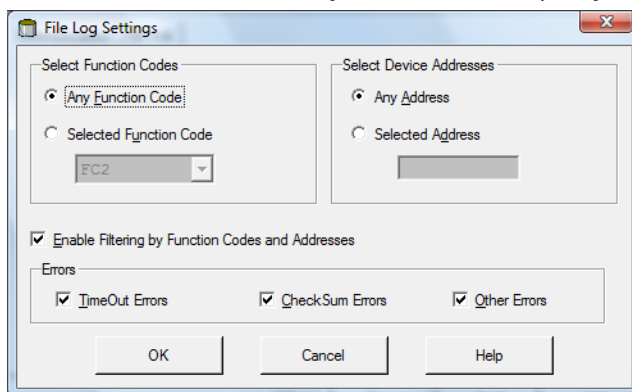 File Log Settings
Select Function Codes
Any Function Code
Selected Function Code
FC2
Select Device Addresses
Any Address
Selected Address
Enable Filtering by Function Codes and Addresses
Errors
TimeOut Errors
CheckSum Errors
Other Errors
OK
Cancel
Help